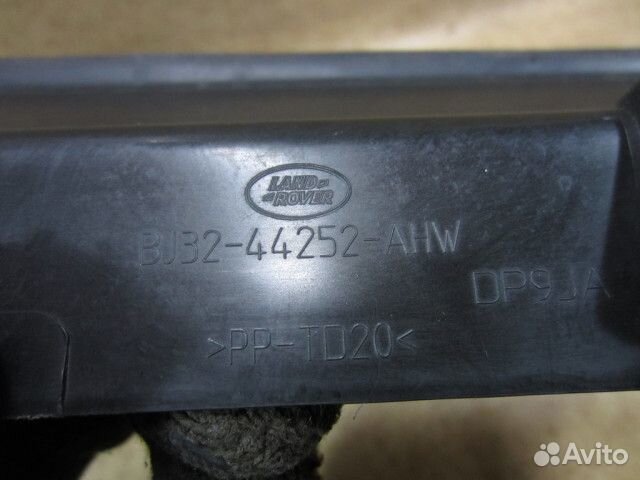 LAND
ROVER
BJ32-44252-AHW
DP9JA
>PP-TD20<
Avito